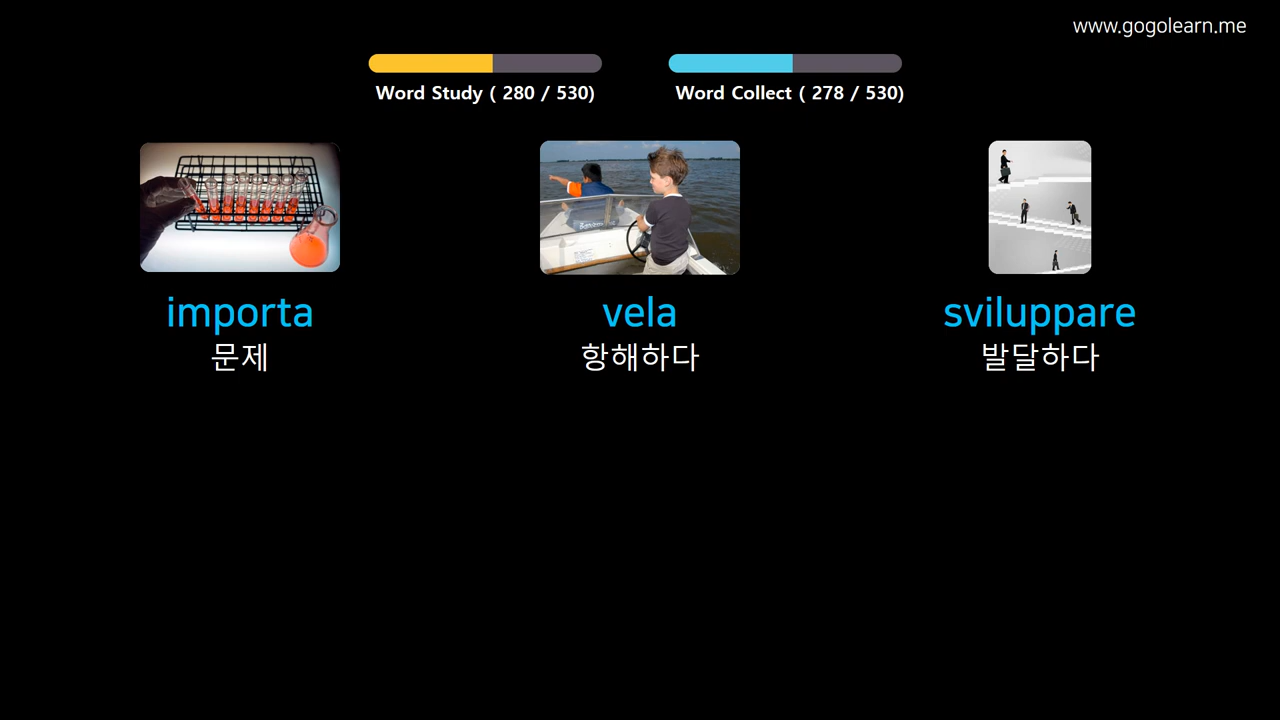 www.gogolearn.me
Word Study ( 280 / 530)
Word Collect ( 278 / 530)
importa
vela
sviluppare
문제
항해하다
발달하다